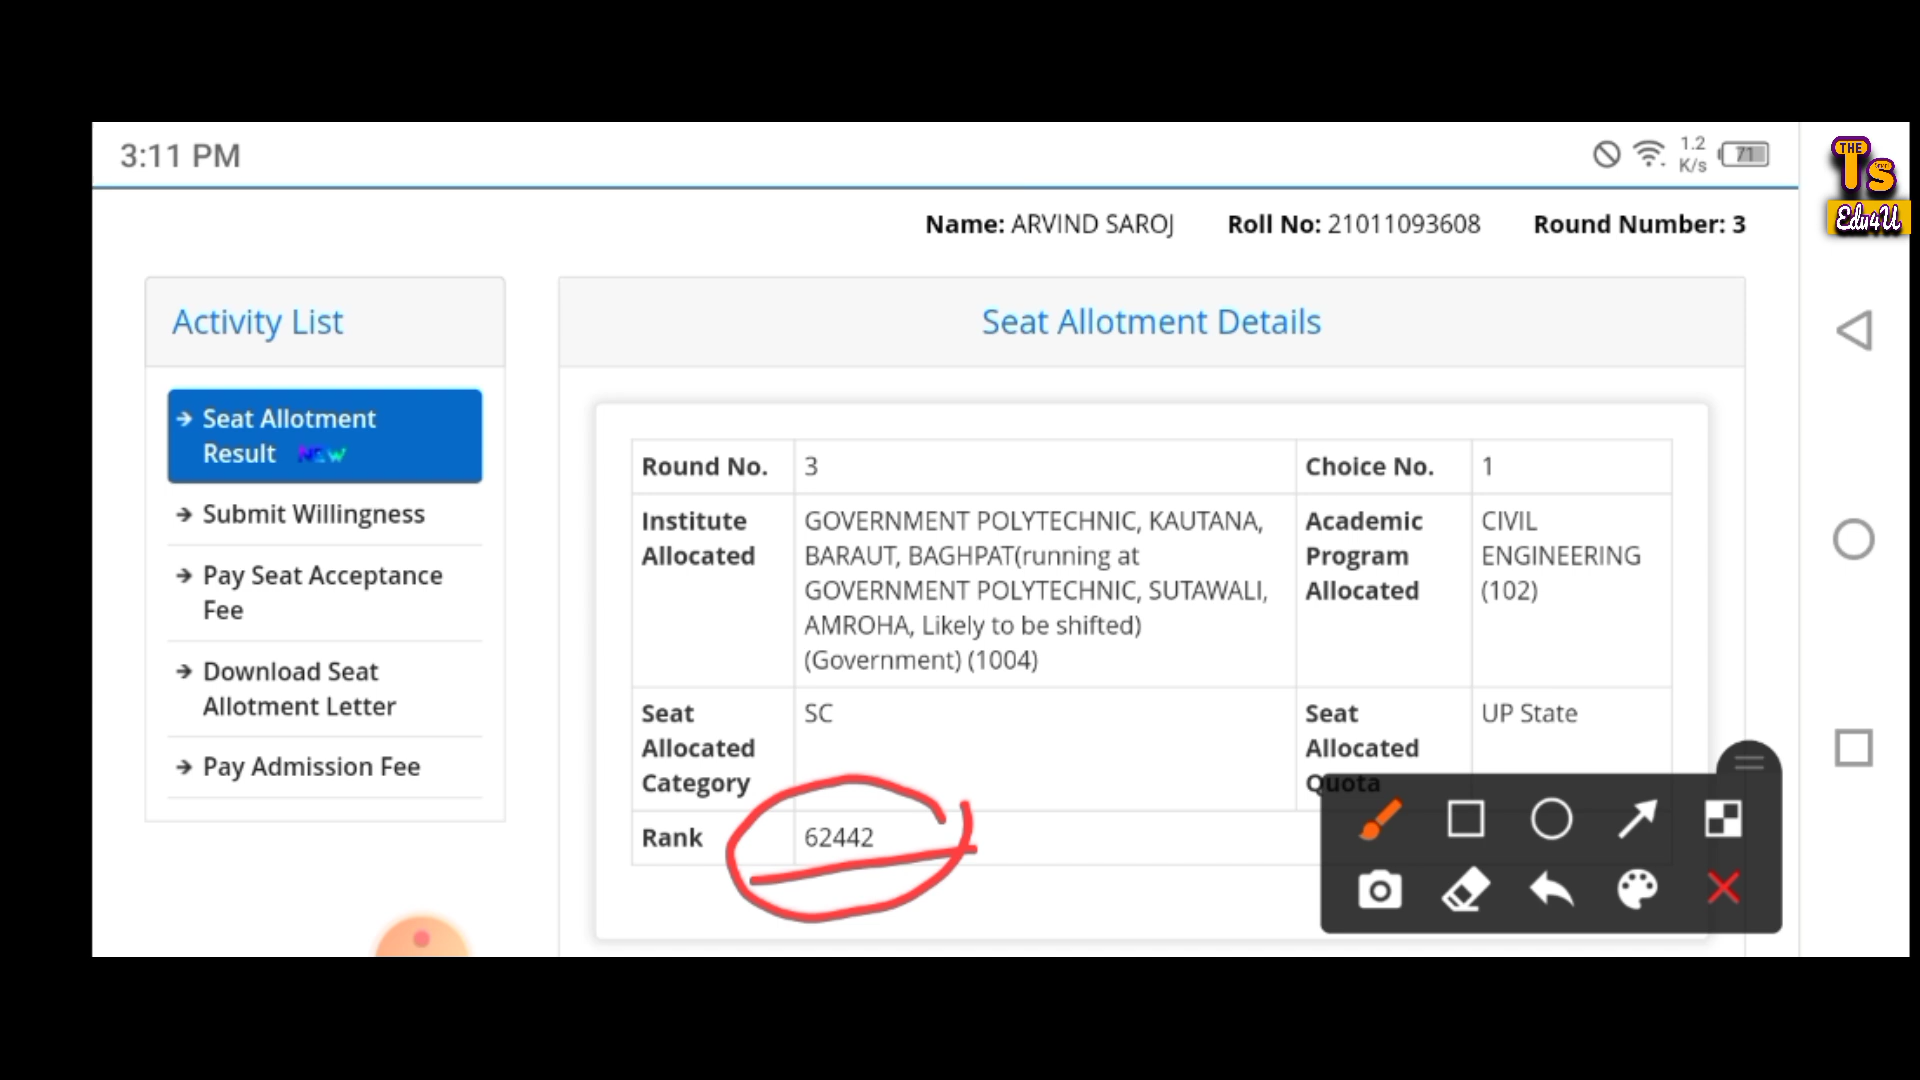 3:11 PM
1.2
K/s
71
THE
Ts
Edu4U
Name: ARVIND SAROJ Roll No: 21011093608 Round Number: 3
Activity List
Seat Allotment
Result NEW
Submit Willingness
Pay Seat Acceptance
Fee
Download Seat
Allotment Letter
Pay Admission Fee
Seat Allotment Details
Round No. 3 Choice No. 1
Institute GOVERNMENT POLYTECHNIC, KAUTANA, Academic CIVIL
Allocated BARAUT, BAGHPAT(running at Program ENGINEERING
GOVERNMENT POLYTECHNIC, SUTAWALI, Allocated (102)
AMROHA, Likely to be shifted)
(Government) (1004)
Seat SC Seat UP State
Allocated Allocated
Category Quota
Rank 62442